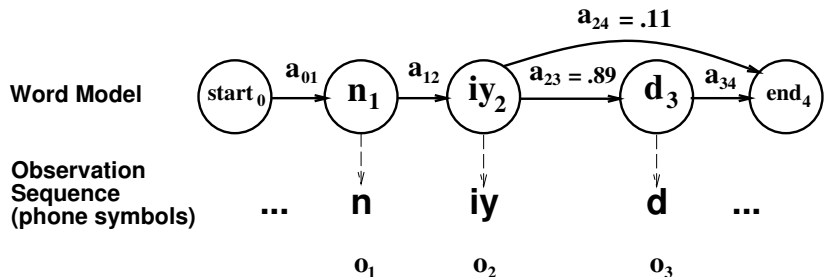 a24 = .11
a01 a12 a23 = .89 a34
Word Model start0 n1 iy2 d3 end4
Observation
Sequence
(phone symbols) ... n iy d ...
o1 o2 o3